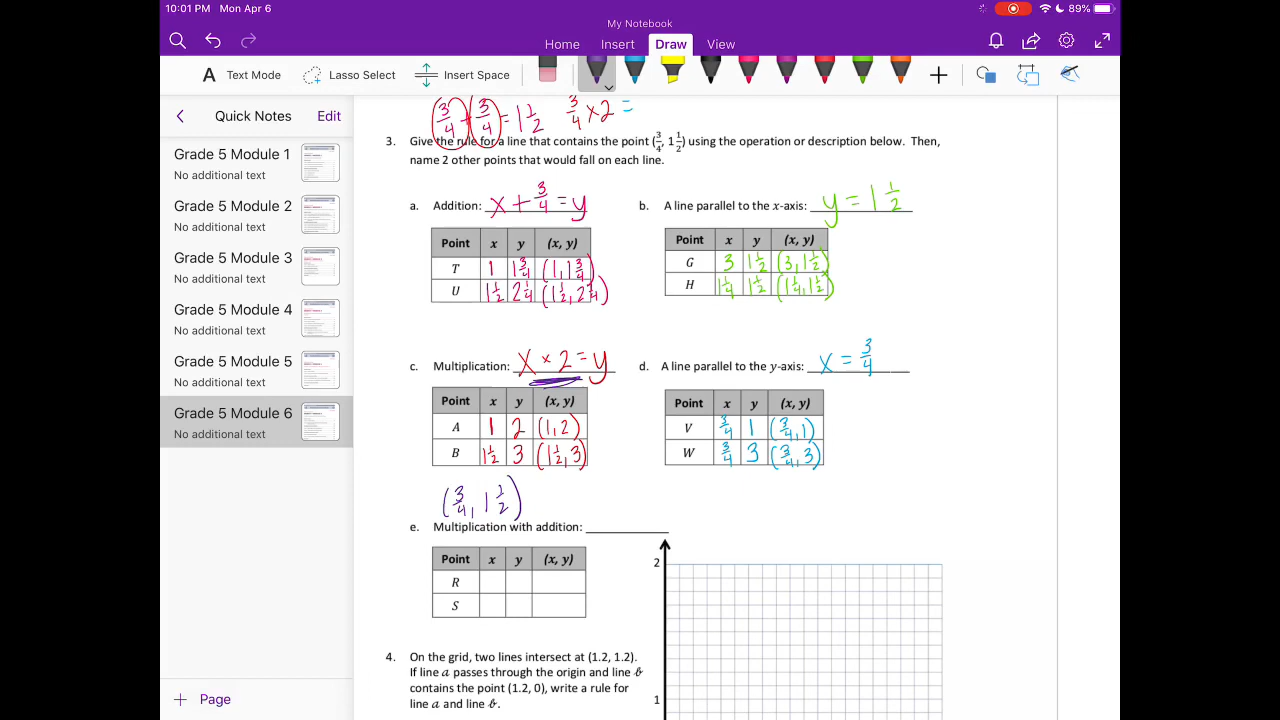 10:01 PM Mon Apr 6
89%
My Notebook
Home Insert Draw View
Text Mode Lasso Select Insert Space
Quick Notes Edit
Grade 5 Module 1
No additional text
Grade 5 Module 2
No additional text
Grade 5 Module 3
No additional text
Grade 5 Module 4
No additional text
Grade 5 Module 5
No additional text
Grade 5 Module 6
No additional text
Page
3/4 + 3/4 = 1 1/2 3/4 × 2 =
3. Give the rule for a line that contains the point (3/4, 1 1/2) using the operation or description below. Then,
name 2 other points that would fall on each line.
a. Addition: x + 3/4 = y
Point x y (x, y)
T 1 1 3/4 (1, 1 3/4)
U 1 1/2 2 1/4 (1 1/2, 2 1/4)
b. A line parallel to the x-axis: y = 1 1/2
Point x y (x, y)
G 3 1 1/2 (3, 1 1/2)
H 1 1/4 1 1/2 (1 1/4, 1 1/2)
c. Multiplication: x × 2 = y
Point x y (x, y)
A 1 2 (1, 2)
B 1 1/2 3 (1 1/2, 3)
d. A line parallel to the y-axis: x = 3/4
Point x y (x, y)
V 3/4 1 (3/4, 1)
W 3/4 3 (3/4, 3)
(3/4, 1 1/2)
e. Multiplication with addition:
Point x y (x, y)
R
S
4. On the grid, two lines intersect at (1.2, 1.2).
If line a passes through the origin and line b
contains the point (1.2, 0), write a rule for
line a and line b.
2
1